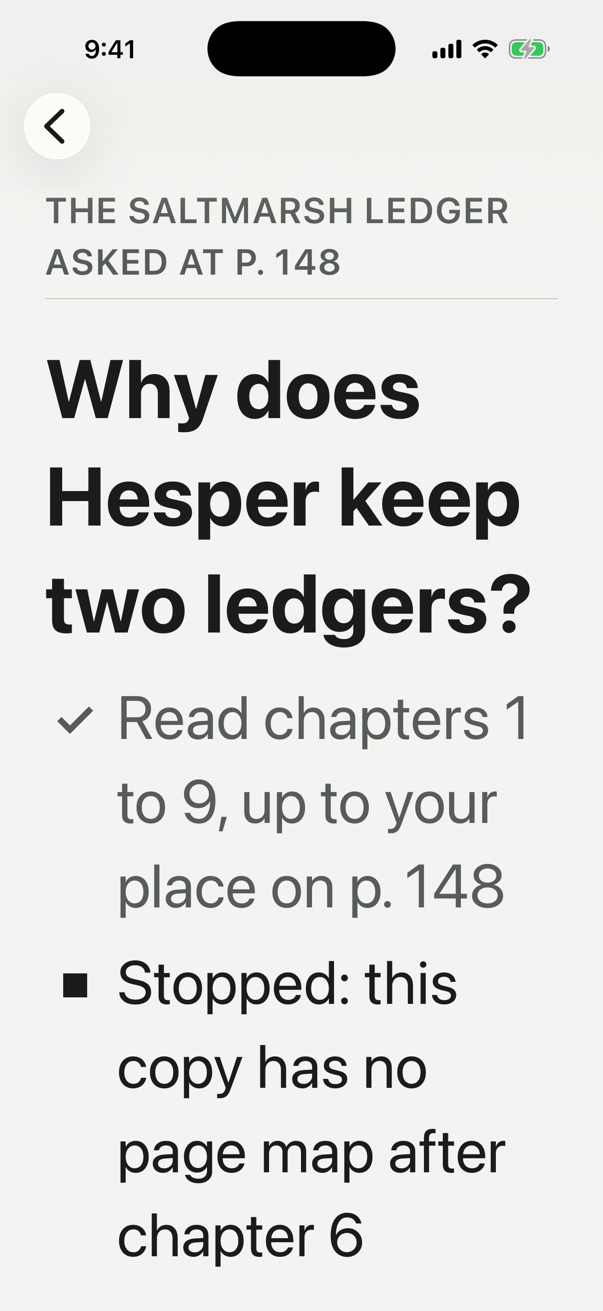 9:41
THE SALTMARSH LEDGER
ASKED AT P. 148
Why does
Hesper keep
two ledgers?
Read chapters 1
to 9, up to your
place on p. 148
Stopped: this
copy has no
page map after
chapter 6